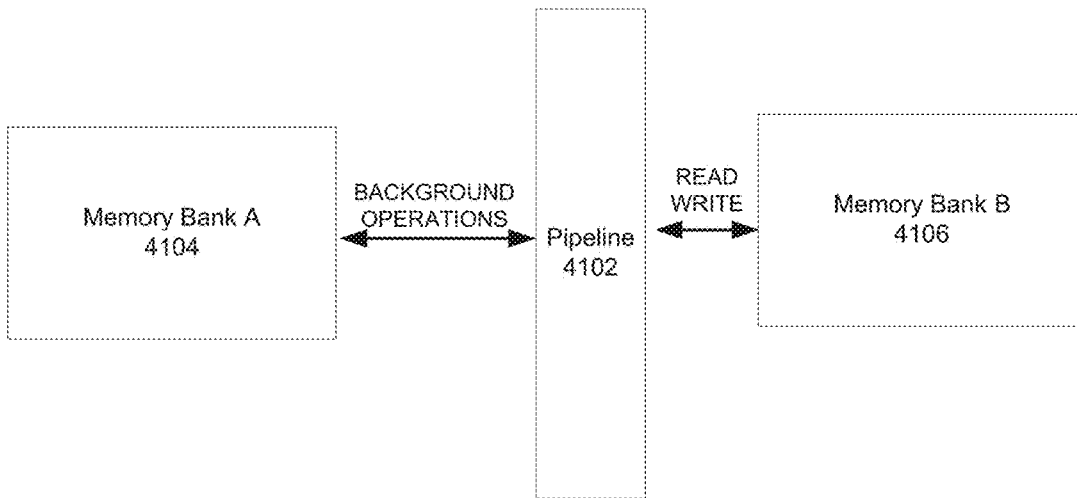 Memory Bank A
4104
BACKGROUND
OPERATIONS
Pipeline
4102
READ
WRITE
Memory Bank B
4106